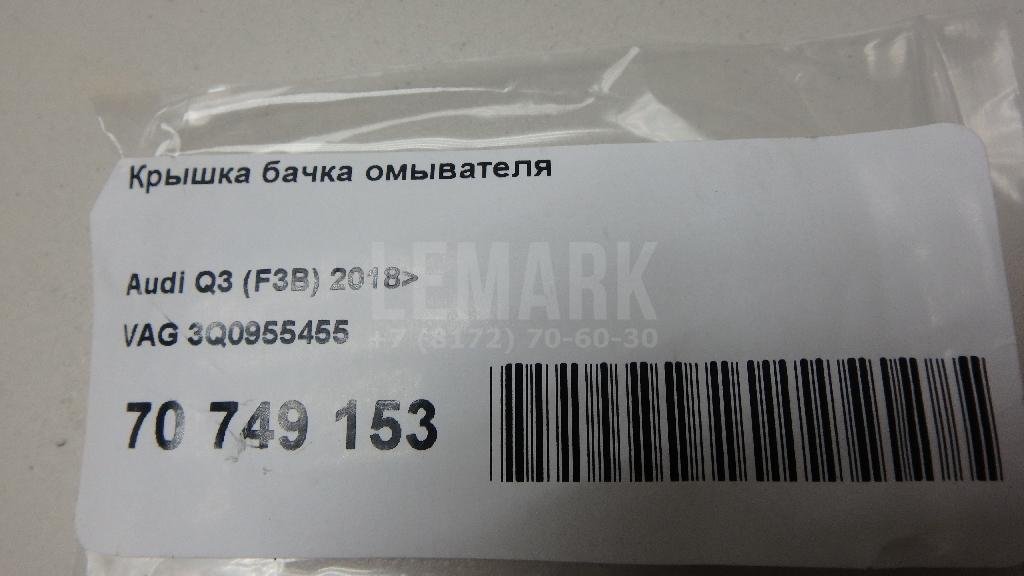 Крышка бачка омывателя
Audi Q3 (F3B) 2018>
VAG 3Q0955455
70 749 153
LEMARK
+7 (8172) 70-60-30